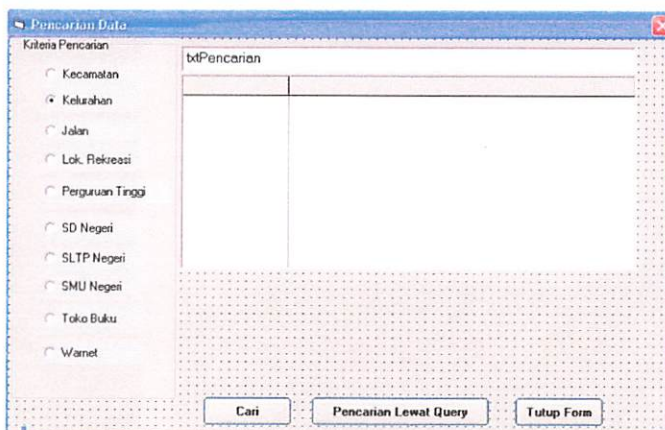 Pencarian Data
Kriteria Pencarian
txtPencarian
Kecamatan
Kelurahan
Jalan
Lok. Rekreasi
Perguruan Tinggi
SD Negeri
SLTP Negeri
SMU Negeri
Toko Buku
Warnet
Cari
Pencarian Lewat Query
Tutup Form